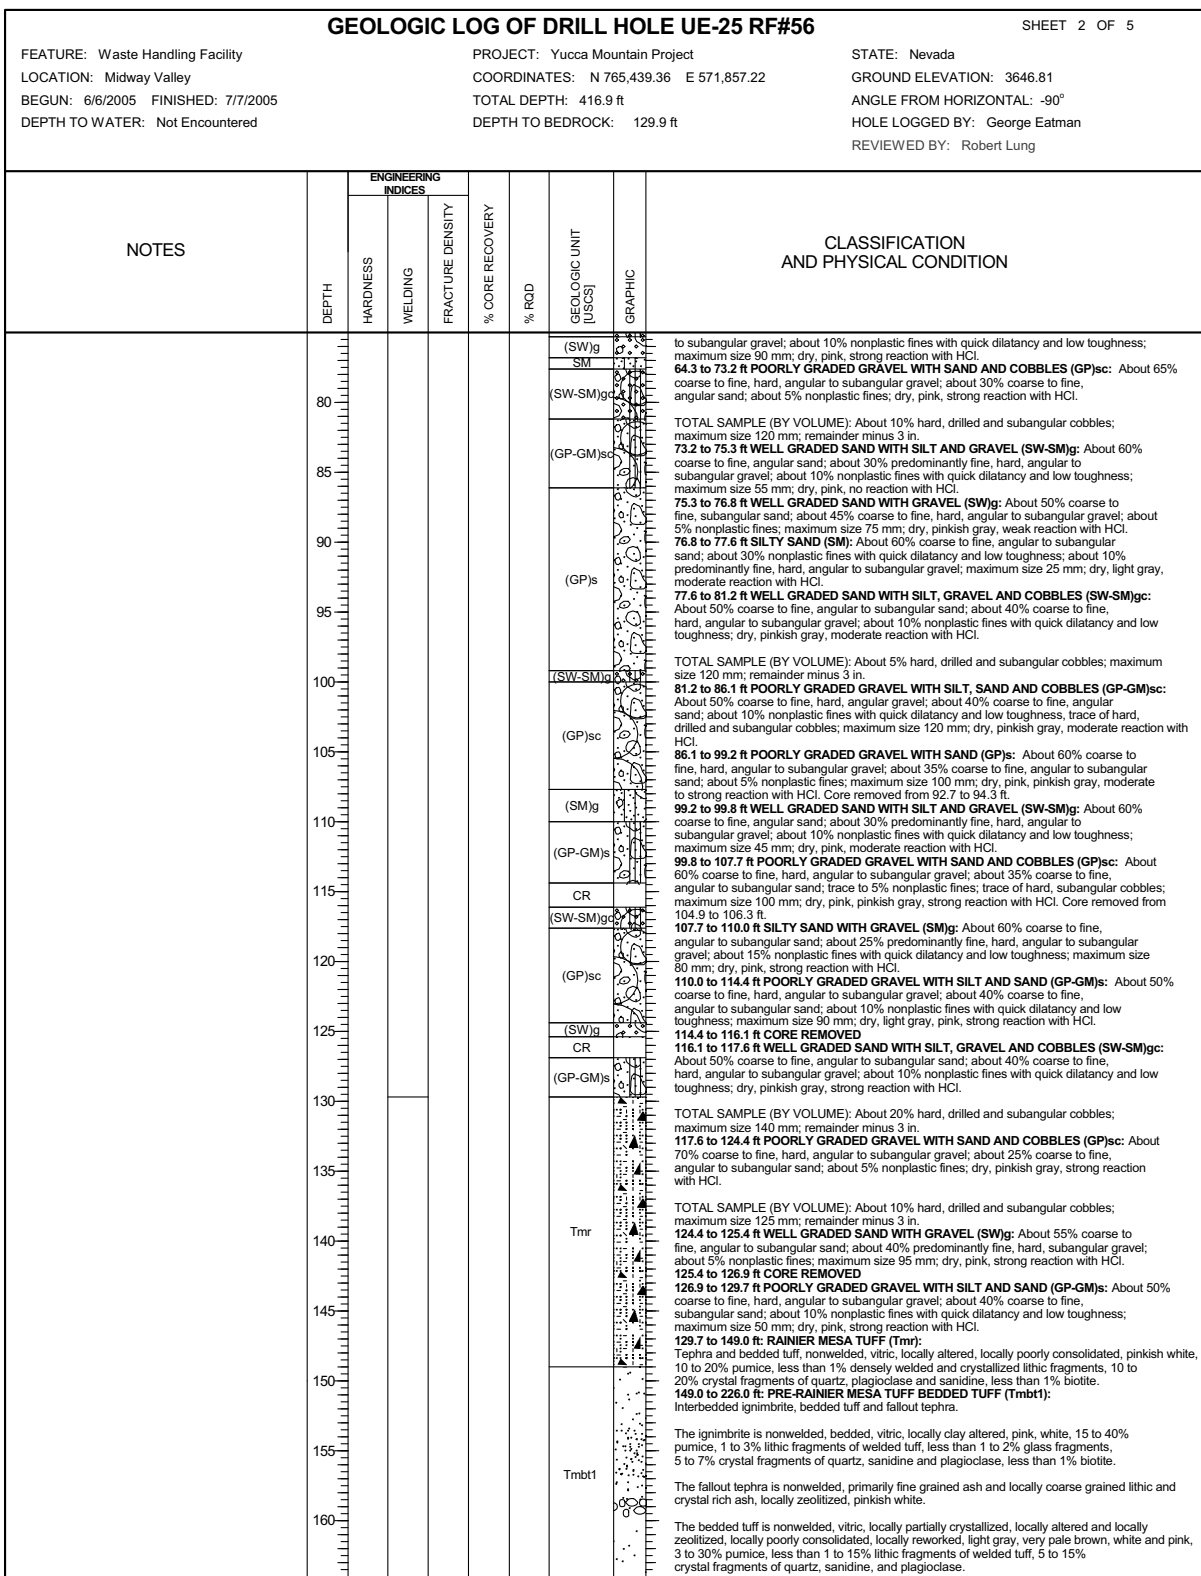 GEOLOGIC LOG OF DRILL HOLE UE-25 RF#56
SHEET 2 OF 5
FEATURE: Waste Handling Facility
PROJECT: Yucca Mountain Project
STATE: Nevada
LOCATION: Midway Valley
COORDINATES: N 765,439.36 E 571,857.22
GROUND ELEVATION: 3646.81
BEGUN: 6/6/2005 FINISHED: 7/7/2005
TOTAL DEPTH: 416.9 ft
ANGLE FROM HORIZONTAL: -90°
DEPTH TO WATER: Not Encountered
DEPTH TO BEDROCK: 129.9 ft
HOLE LOGGED BY: George Eatman
REVIEWED BY: Robert Lung
NOTES
DEPTH
ENGINEERING
INDICES
HARDNESS
WELDING
FRACTURE DENSITY
% CORE RECOVERY
% RQD
GEOLOGIC UNIT
[USCS]
GRAPHIC
CLASSIFICATION
AND PHYSICAL CONDITION
80
85
90
95
100
105
110
115
120
125
130
135
140
145
150
155
160
(SW)g
SM
(SW-SM)gc
(GP-GM)sc
(GP)s
(SW-SM)g
(GP)sc
(SM)g
(GP-GM)s
CR
(SW-SM)gc
(GP)sc
(SW)g
CR
(GP-GM)s
Tmr
Tmbt1
to subangular gravel; about 10% nonplastic fines with quick dilatancy and low toughness;
maximum size 90 mm; dry, pink, strong reaction with HCl.
64.3 to 73.2 ft POORLY GRADED GRAVEL WITH SAND AND COBBLES (GP)sc: About 65%
coarse to fine, hard, angular to subangular gravel; about 30% coarse to fine,
angular sand; about 5% nonplastic fines; dry, pink, strong reaction with HCl.
TOTAL SAMPLE (BY VOLUME): About 10% hard, drilled and subangular cobbles;
maximum size 120 mm; remainder minus 3 in.
73.2 to 75.3 ft WELL GRADED SAND WITH SILT AND GRAVEL (SW-SM)g: About 60%
coarse to fine, angular sand; about 30% predominantly fine, hard, angular to
subangular gravel; about 10% nonplastic fines with quick dilatancy and low toughness;
maximum size 55 mm; dry, pink, no reaction with HCl.
75.3 to 76.8 ft WELL GRADED SAND WITH GRAVEL (SW)g: About 50% coarse to
fine, subangular sand; about 45% coarse to fine, hard, angular to subangular gravel; about
5% nonplastic fines; maximum size 75 mm; dry, pinkish gray, weak reaction with HCl.
76.8 to 77.6 ft SILTY SAND (SM): About 60% coarse to fine, angular to subangular
sand; about 30% nonplastic fines with quick dilatancy and low toughness; about 10%
predominantly fine, hard, angular to subangular gravel; maximum size 25 mm; dry, light gray,
moderate reaction with HCl.
77.6 to 81.2 ft WELL GRADED SAND WITH SILT, GRAVEL AND COBBLES (SW-SM)gc:
About 50% coarse to fine, angular to subangular sand; about 40% coarse to fine,
hard, angular to subangular gravel; about 10% nonplastic fines with quick dilatancy and low
toughness; dry, pinkish gray, moderate reaction with HCl.
TOTAL SAMPLE (BY VOLUME): About 5% hard, drilled and subangular cobbles; maximum
size 120 mm; remainder minus 3 in.
81.2 to 86.1 ft POORLY GRADED GRAVEL WITH SILT, SAND AND COBBLES (GP-GM)sc:
About 50% coarse to fine, hard, angular gravel; about 40% coarse to fine, angular
sand; about 10% nonplastic fines with quick dilatancy and low toughness, trace of hard,
drilled and subangular cobbles; maximum size 120 mm; dry, pinkish gray, moderate reaction with
HCl.
86.1 to 99.2 ft POORLY GRADED GRAVEL WITH SAND (GP)s: About 60% coarse to
fine, hard, angular to subangular gravel; about 35% coarse to fine, angular to subangular
sand; about 5% nonplastic fines; maximum size 100 mm; dry, pink, pinkish gray, moderate
to strong reaction with HCl. Core removed from 92.7 to 94.3 ft.
99.2 to 99.8 ft WELL GRADED SAND WITH SILT AND GRAVEL (SW-SM)g: About 60%
coarse to fine, angular sand; about 30% predominantly fine, hard, angular to
subangular gravel; about 10% nonplastic fines with quick dilatancy and low toughness;
maximum size 45 mm; dry, pink, moderate reaction with HCl.
99.8 to 107.7 ft POORLY GRADED GRAVEL WITH SAND AND COBBLES (GP)sc: About
60% coarse to fine, hard, angular to subangular gravel; about 35% coarse to fine,
angular to subangular sand; trace to 5% nonplastic fines; trace of hard, subangular cobbles;
maximum size 100 mm; dry, pink, pinkish gray, strong reaction with HCl. Core removed from
104.9 to 106.3 ft.
107.7 to 110.0 ft SILTY SAND WITH GRAVEL (SM)g: About 60% coarse to fine,
angular to subangular sand; about 25% predominantly fine, hard, angular to subangular
gravel; about 15% nonplastic fines with quick dilatancy and low toughness; maximum size
80 mm; dry, pink, strong reaction with HCl.
110.0 to 114.4 ft POORLY GRADED GRAVEL WITH SILT AND SAND (GP-GM)s: About 50%
coarse to fine, hard, angular to subangular gravel; about 40% coarse to fine,
angular to subangular sand; about 10% nonplastic fines with quick dilatancy and low
toughness; maximum size 90 mm; dry, light gray, pink, strong reaction with HCl.
114.4 to 116.1 ft CORE REMOVED
116.1 to 117.6 ft WELL GRADED SAND WITH SILT, GRAVEL AND COBBLES (SW-SM)gc:
About 50% coarse to fine, angular to subangular sand; about 40% coarse to fine,
hard, angular to subangular gravel; about 10% nonplastic fines with quick dilatancy and low
toughness; dry, pinkish gray, strong reaction with HCl.
TOTAL SAMPLE (BY VOLUME): About 20% hard, drilled and subangular cobbles;
maximum size 140 mm; remainder minus 3 in.
117.6 to 124.4 ft POORLY GRADED GRAVEL WITH SAND AND COBBLES (GP)sc: About
70% coarse to fine, hard, angular to subangular gravel; about 25% coarse to fine,
angular to subangular sand; about 5% nonplastic fines; dry, pinkish gray, strong reaction
with HCl.
TOTAL SAMPLE (BY VOLUME): About 10% hard, drilled and subangular cobbles;
maximum size 125 mm; remainder minus 3 in.
124.4 to 125.4 ft WELL GRADED SAND WITH GRAVEL (SW)g: About 55% coarse to
fine, angular to subangular sand; about 40% predominantly fine, hard, subangular gravel;
about 5% nonplastic fines; maximum size 95 mm; dry, pink, strong reaction with HCl.
125.4 to 126.9 ft CORE REMOVED
126.9 to 129.7 ft POORLY GRADED GRAVEL WITH SILT AND SAND (GP-GM)s: About 50%
coarse to fine, hard, angular to subangular gravel; about 40% coarse to fine,
subangular sand; about 10% nonplastic fines with quick dilatancy and low toughness;
maximum size 50 mm; dry, pink, strong reaction with HCl.
129.7 to 149.0 ft: RAINIER MESA TUFF (Tmr):
Tephra and bedded tuff, nonwelded, vitric, locally altered, locally poorly consolidated, pinkish white,
10 to 20% pumice, less than 1% densely welded and crystallized lithic fragments, 10 to
20% crystal fragments of quartz, plagioclase and sanidine, less than 1% biotite.
149.0 to 226.0 ft: PRE-RAINIER MESA TUFF BEDDED TUFF (Tmbt1):
Interbedded ignimbrite, bedded tuff and fallout tephra.
The ignimbrite is nonwelded, bedded, vitric, locally clay altered, pink, white, 15 to 40%
pumice, 1 to 3% lithic fragments of welded tuff, less than 1 to 2% glass fragments,
5 to 7% crystal fragments of quartz, sanidine and plagioclase, less than 1% biotite.
The fallout tephra is nonwelded, primarily fine grained ash and locally coarse grained lithic and
crystal rich ash, locally zeolitized, pinkish white.
The bedded tuff is nonwelded, vitric, locally partially crystallized, locally altered and locally
zeolitized, locally poorly consolidated, locally reworked, light gray, very pale brown, white and pink,
3 to 30% pumice, less than 1 to 15% lithic fragments of welded tuff, 5 to 15%
crystal fragments of quartz, sanidine, and plagioclase.